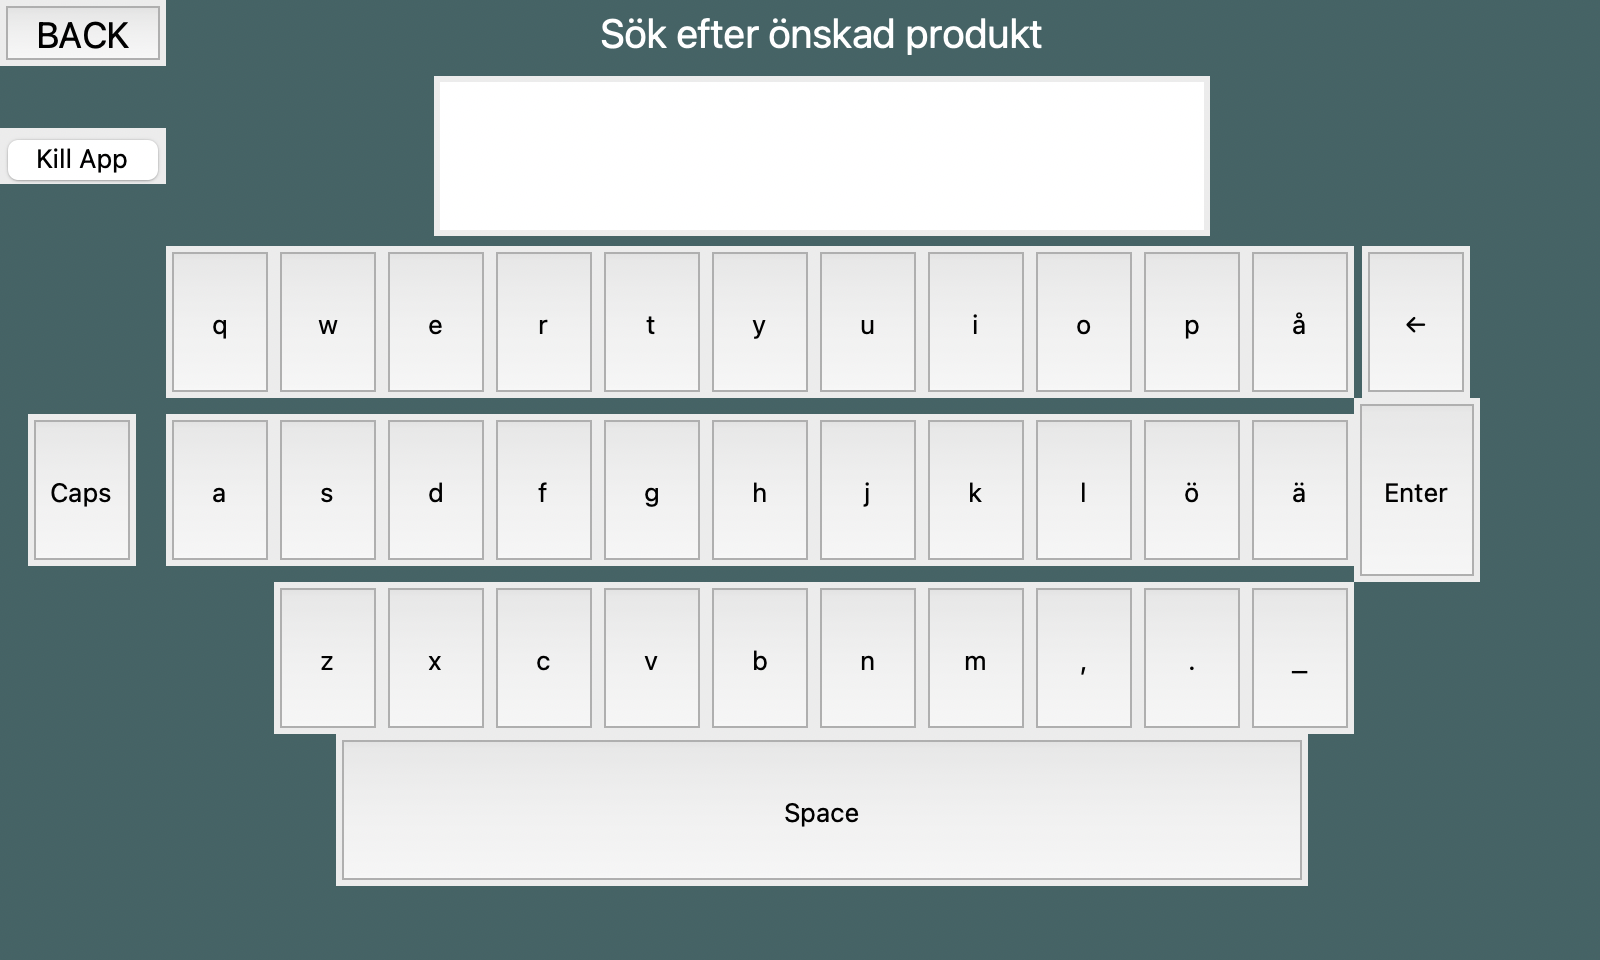 BACK
Sök efter önskad produkt
Kill App
q w e r t y u i o p å ←
Caps a s d f g h j k l ö ä Enter
z x c v b n m , . _
Space